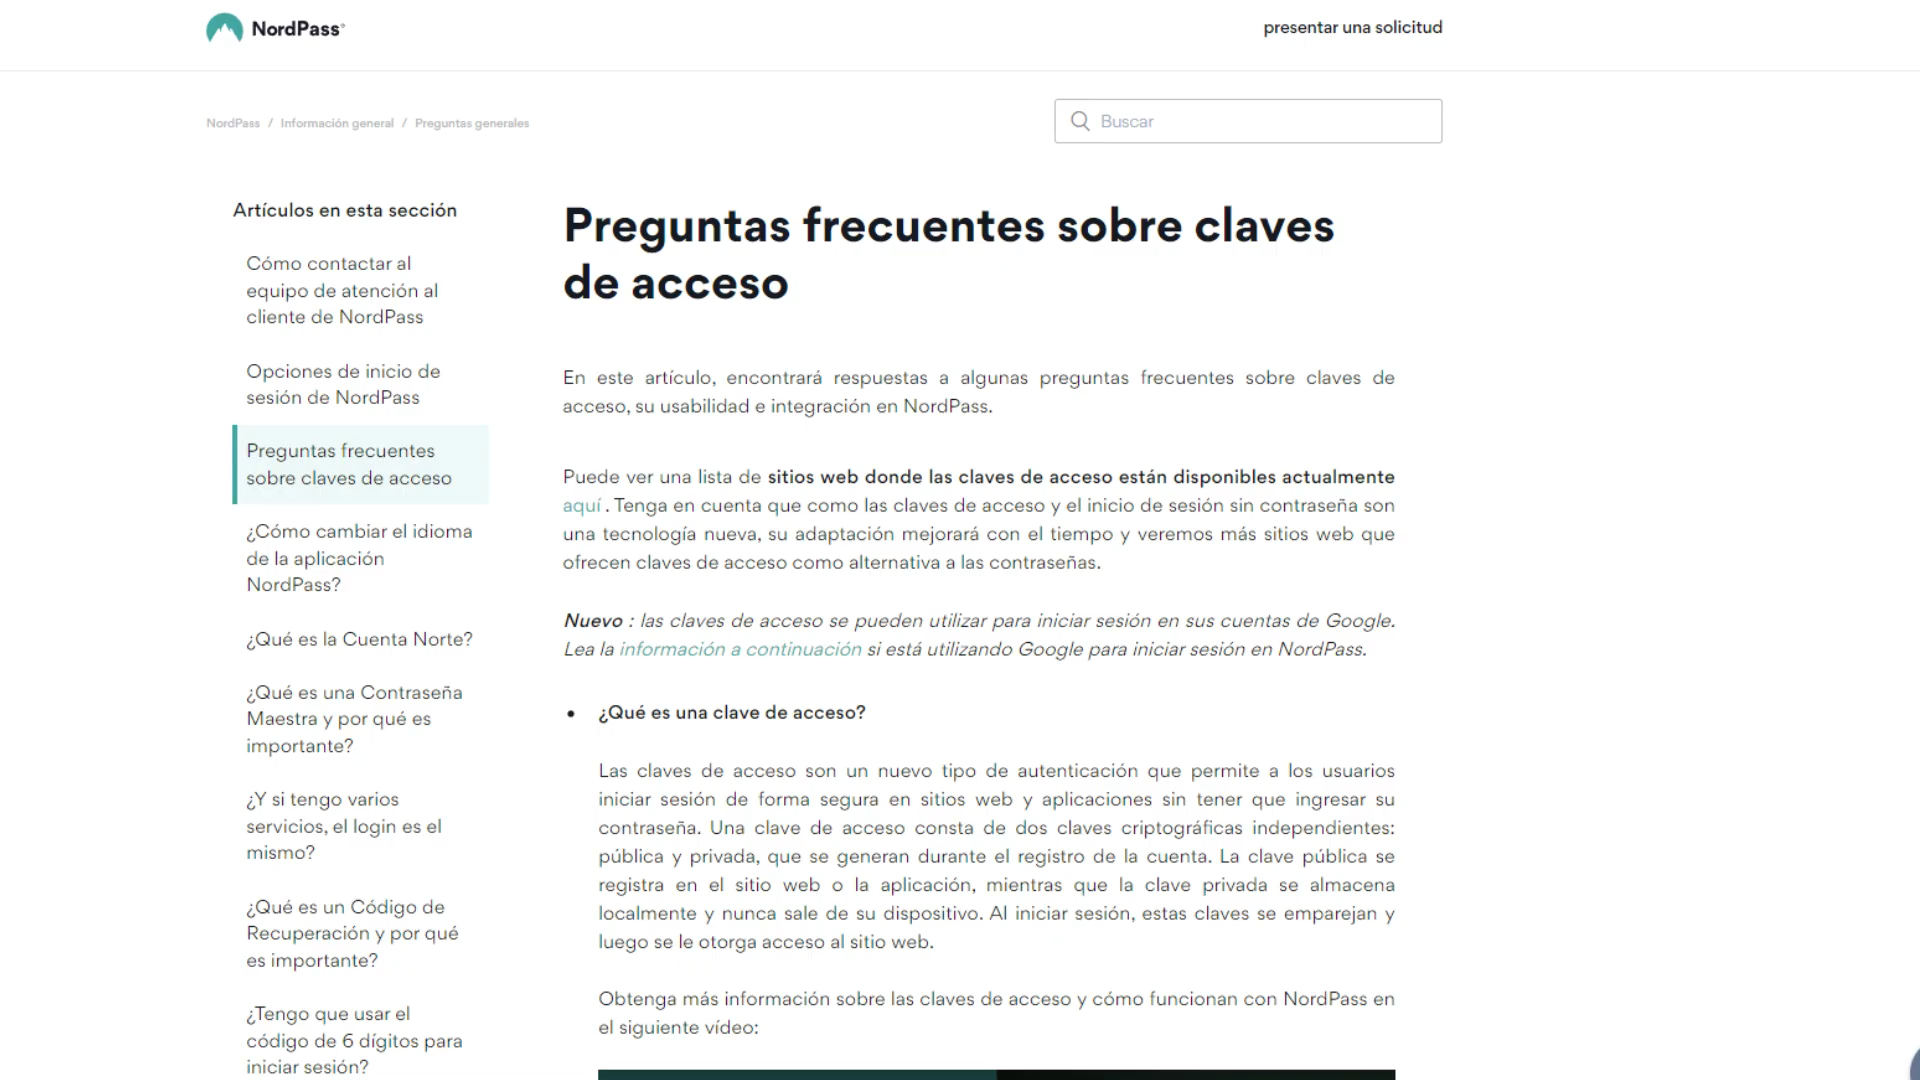 NordPass®
presentar una solicitud
NordPass / Información general / Preguntas generales
Buscar
Artículos en esta sección
Cómo contactar al
equipo de atención al
cliente de NordPass
Opciones de inicio de
sesión de NordPass
Preguntas frecuentes
sobre claves de acceso
¿Cómo cambiar el idioma
de la aplicación
NordPass?
¿Qué es la Cuenta Norte?
¿Qué es una Contraseña
Maestra y por qué es
importante?
¿Y si tengo varios
servicios, el login es el
mismo?
¿Qué es un Código de
Recuperación y por qué
es importante?
¿Tengo que usar el
código de 6 dígitos para
iniciar sesión?
Preguntas frecuentes sobre claves
de acceso
En este artículo, encontrará respuestas a algunas preguntas frecuentes sobre claves de
acceso, su usabilidad e integración en NordPass.
Puede ver una lista de sitios web donde las claves de acceso están disponibles actualmente
aquí . Tenga en cuenta que como las claves de acceso y el inicio de sesión sin contraseña son
una tecnología nueva, su adaptación mejorará con el tiempo y veremos más sitios web que
ofrecen claves de acceso como alternativa a las contraseñas.
Nuevo : las claves de acceso se pueden utilizar para iniciar sesión en sus cuentas de Google.
Lea la información a continuación si está utilizando Google para iniciar sesión en NordPass.
• ¿Qué es una clave de acceso?
Las claves de acceso son un nuevo tipo de autenticación que permite a los usuarios
iniciar sesión de forma segura en sitios web y aplicaciones sin tener que ingresar su
contraseña. Una clave de acceso consta de dos claves criptográficas independientes:
pública y privada, que se generan durante el registro de la cuenta. La clave pública se
registra en el sitio web o la aplicación, mientras que la clave privada se almacena
localmente y nunca sale de su dispositivo. Al iniciar sesión, estas claves se emparejan y
luego se le otorga acceso al sitio web.
Obtenga más información sobre las claves de acceso y cómo funcionan con NordPass en
el siguiente vídeo: